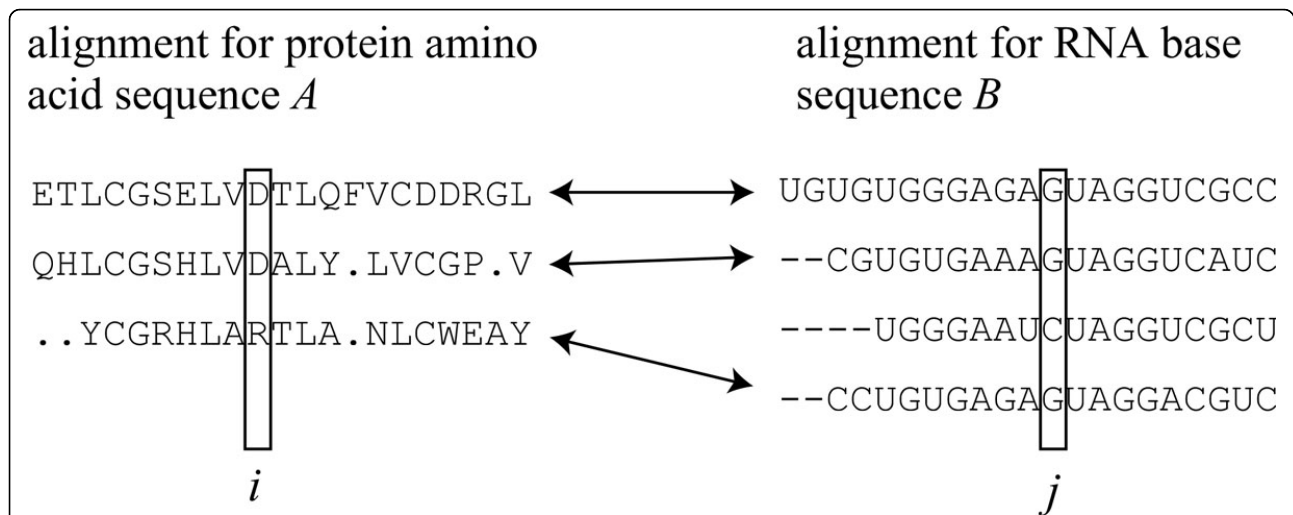 alignment for protein amino
acid sequence A
alignment for RNA base
sequence B
ETLCGSELVDTLQFVCDDRGL
UGUGUGGGAGAGUAGGUCGCC
QHLCGSHLVDALY.LVCGP.V
--CGUGUGAAAGUAGGUCAUC
..YCGRHLARTLA.NLCWEAY
----UGGGAAUCUAGGUCGCU
--CCUGUGAGAGUAGGACGUC
i
j